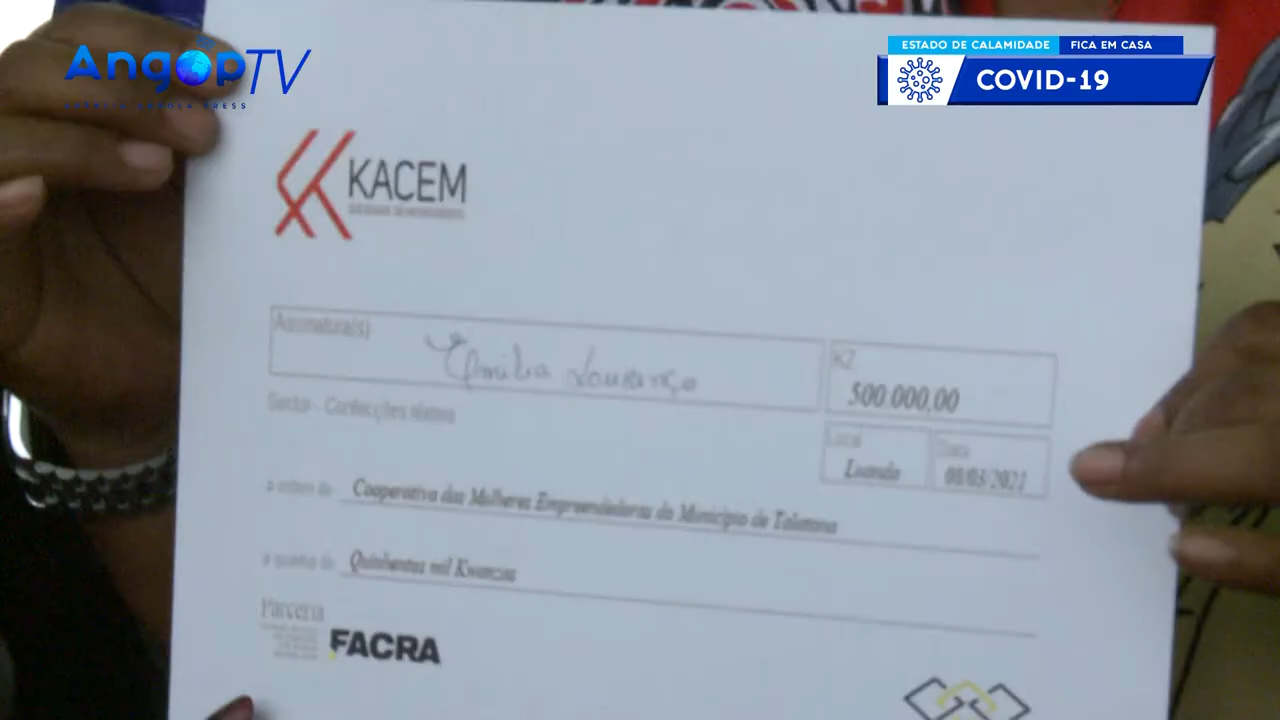 AngopTV
ESTADO DE CALAMIDADE FICA EM CASA
COVID-19
KACEM
Assinatura(s)
Emilia Lourenço
KZ
500.000,00
Sector - Confecções têxteis
Local
Data
Luanda
08/03/2021
a ordem de Cooperativa das Mulheres Empreendedoras do Município de Talatona
a quantia de Quinhentos mil Kwanzas
Parceria
FACRA